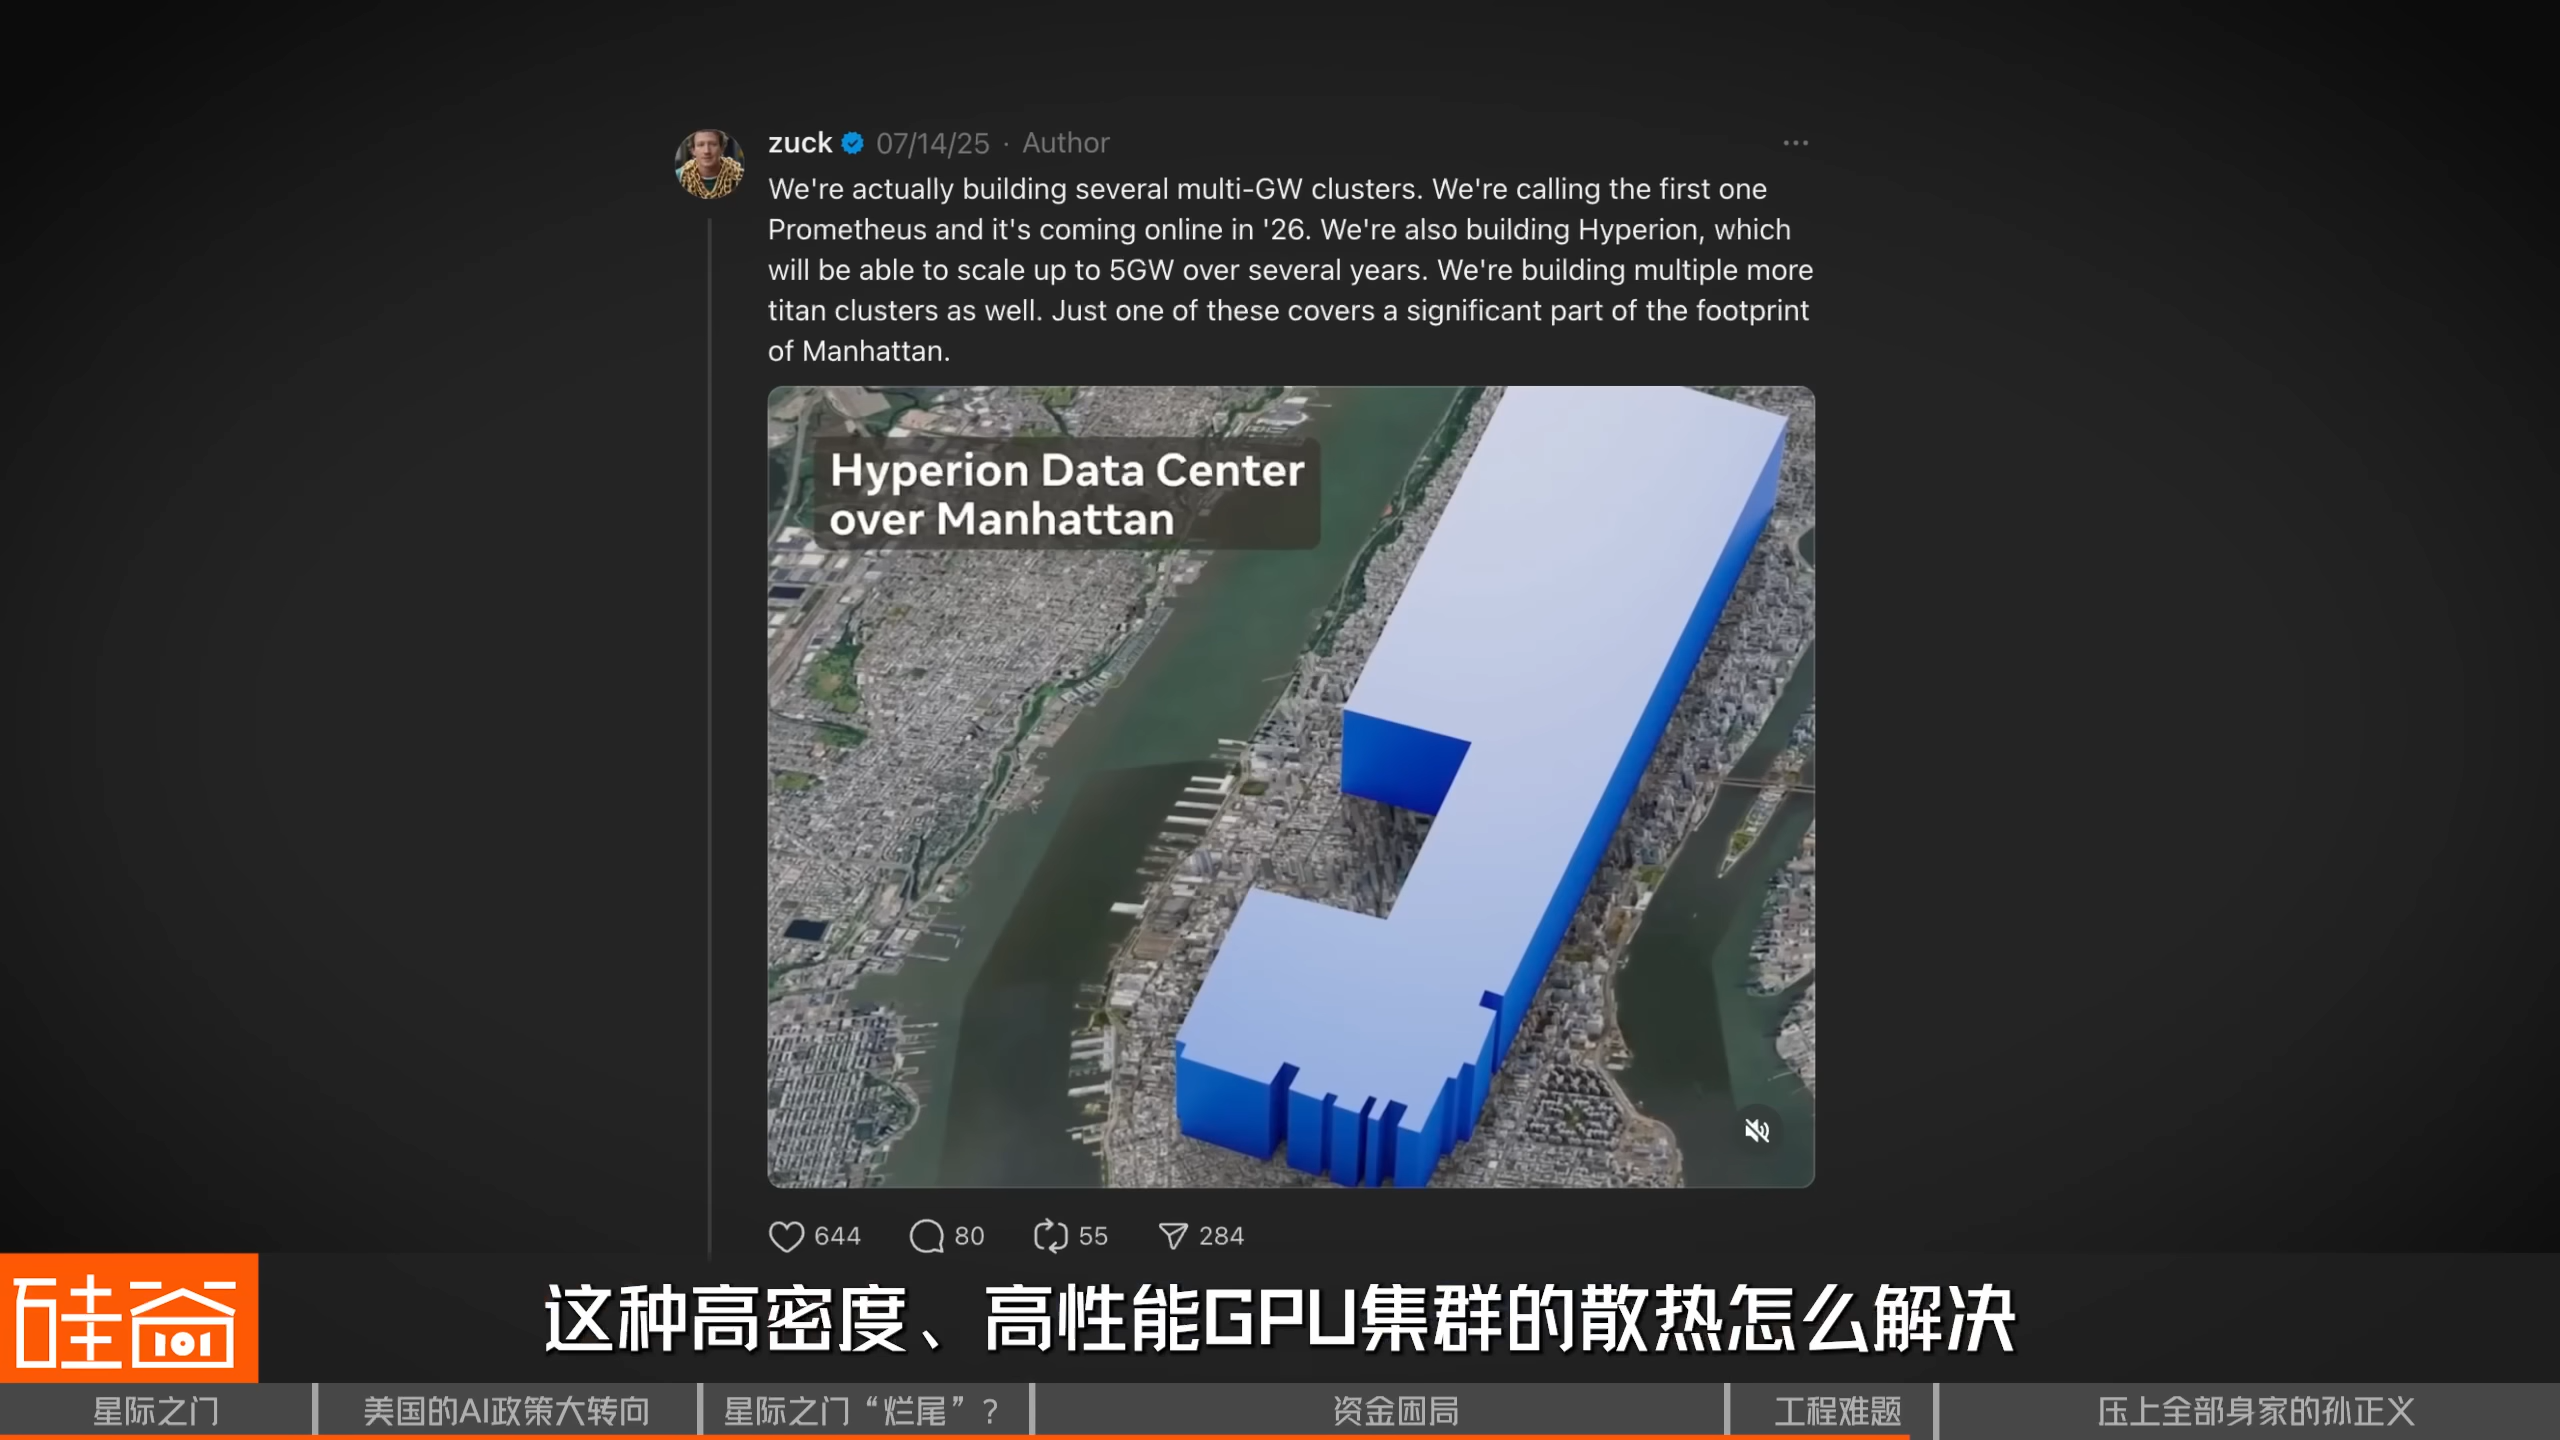 zuck 07/14/25 · Author
We're actually building several multi-GW clusters. We're calling the first one
Prometheus and it's coming online in '26. We're also building Hyperion, which
will be able to scale up to 5GW over several years. We're building multiple more
titan clusters as well. Just one of these covers a significant part of the footprint
of Manhattan.
Hyperion Data Center
over Manhattan
644 80 55 284
硅谷
101
这种高密度、高性能GPU集群的散热怎么解决
星际之门 美国的AI政策大转向 星际之门“烂尾”？ 资金困局 工程难题 压上全部身家的孙正义